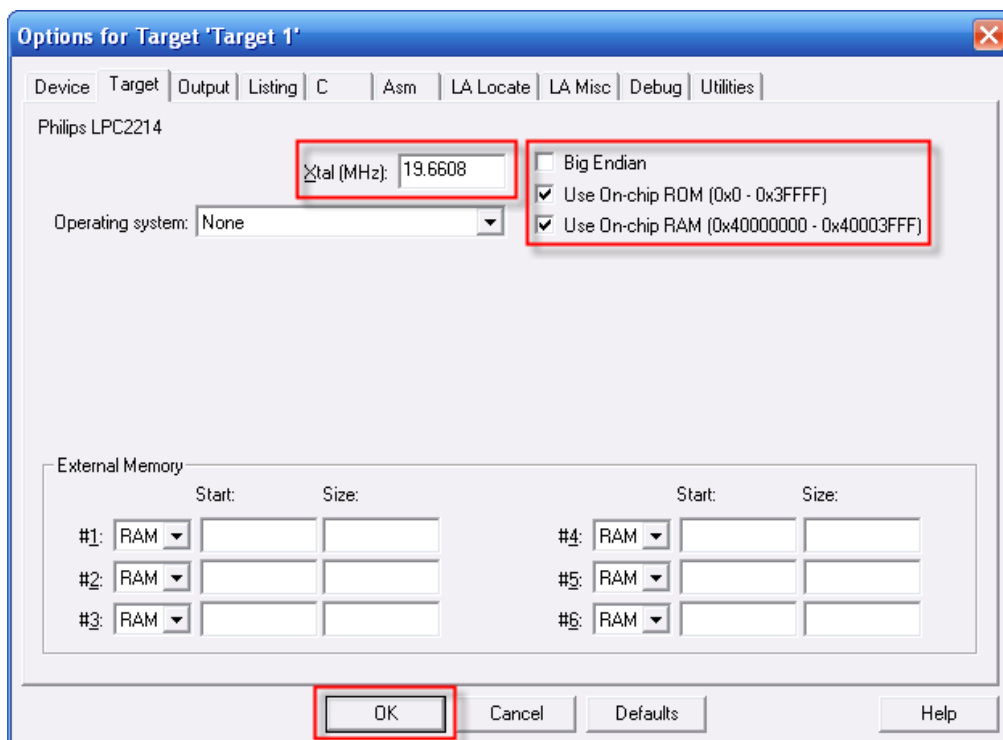 Options for Target 'Target 1'
Device Target Output Listing C Asm LA Locate LA Misc Debug Utilities
Philips LPC2214
Xtal (MHz): 19.6608
Big Endian
Use On-chip ROM (0x0 - 0x3FFFF)
Operating system: None
Use On-chip RAM (0x40000000 - 0x40003FFF)
External Memory
Start: Size: Start: Size:
#1: RAM #4: RAM
#2: RAM #5: RAM
#3: RAM #6: RAM
OK Cancel Defaults Help